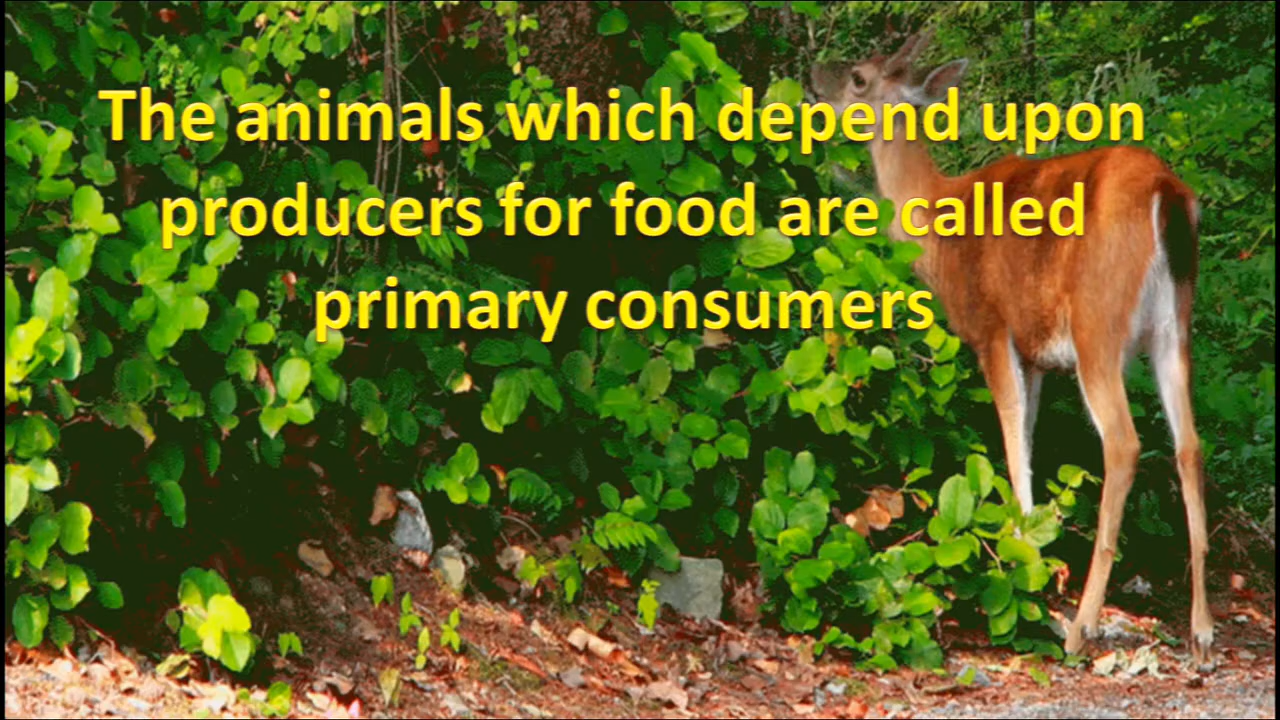 The animals which depend upon
producers for food are called
primary consumers